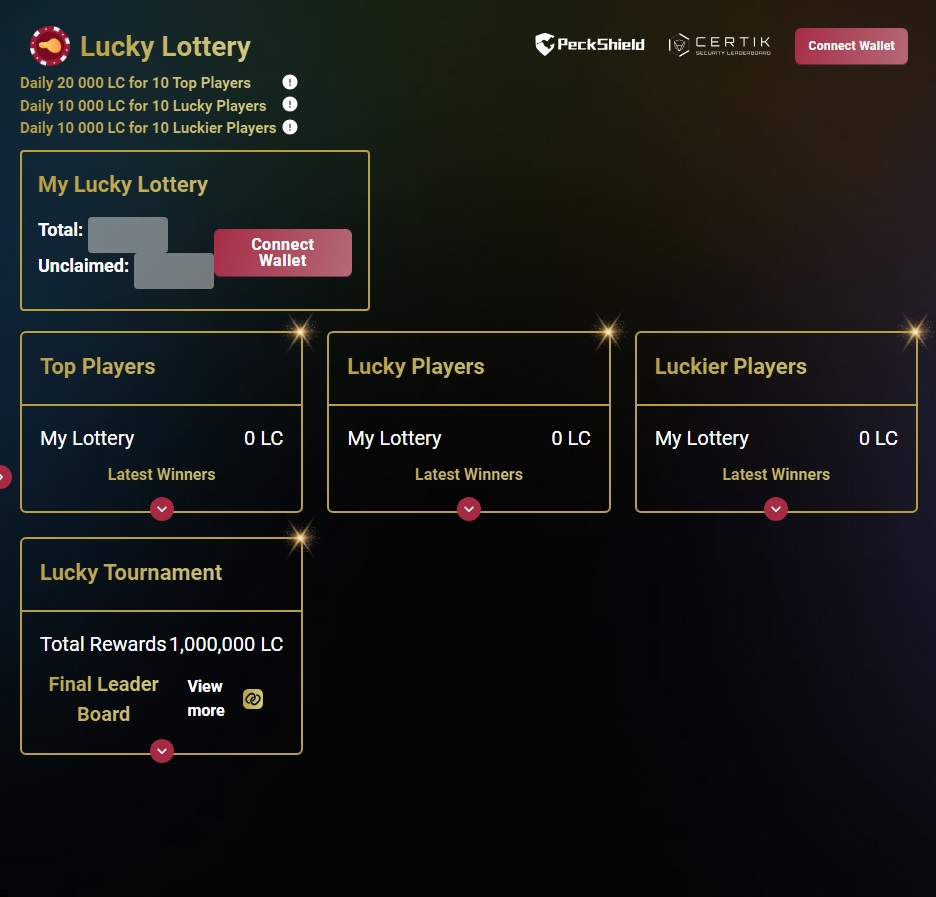 Lucky Lottery
PeckShield
CERTIK
SECURITY LEADERBOARD
Connect Wallet
Daily 20 000 LC for 10 Top Players !
Daily 10 000 LC for 10 Lucky Players !
Daily 10 000 LC for 10 Luckier Players !
My Lucky Lottery
Total:
Unclaimed:
Connect
Wallet
Top Players
My Lottery 0 LC
Latest Winners
Lucky Players
My Lottery 0 LC
Latest Winners
Luckier Players
My Lottery 0 LC
Latest Winners
Lucky Tournament
Total Rewards 1,000,000 LC
Final Leader
Board
View
more